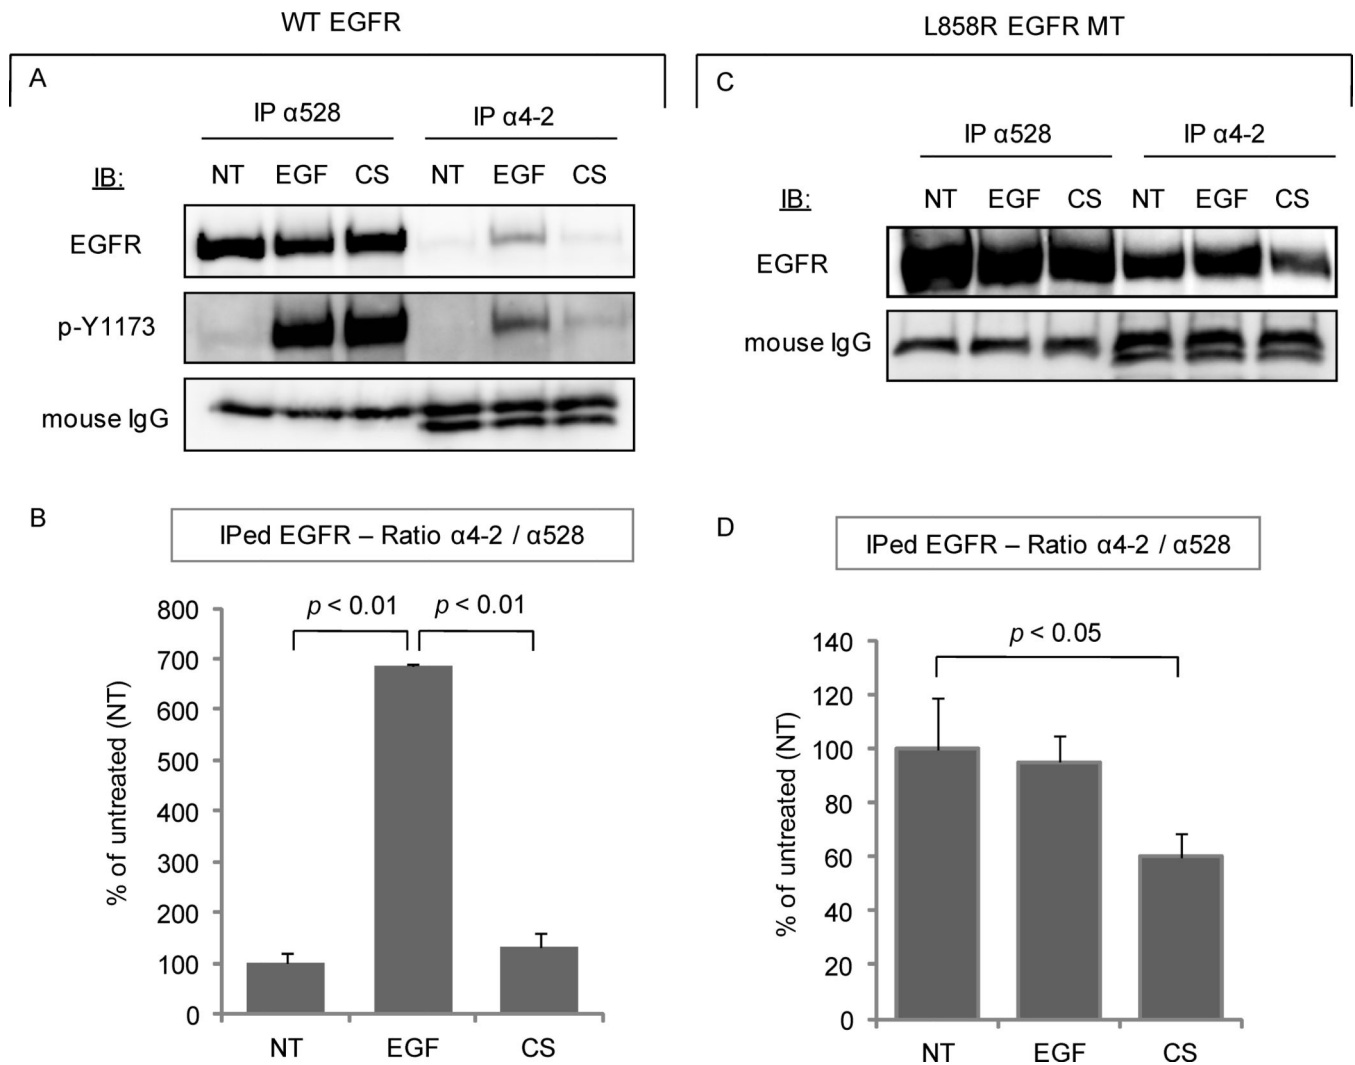 WT EGFR
A
IP α528 IP α4-2
IB: NT EGF CS NT EGF CS
EGFR
p-Y1173
mouse IgG
B
IPed EGFR – Ratio α4-2 / α528
% of untreated (NT)
800
700
600
500
400
300
200
100
0
p < 0.01 p < 0.01
NT EGF CS
L858R EGFR MT
C
IP α528 IP α4-2
IB: NT EGF CS NT EGF CS
EGFR
mouse IgG
D
IPed EGFR – Ratio α4-2 / α528
% of untreated (NT)
140
120
100
80
60
40
20
0
p < 0.05
NT EGF CS